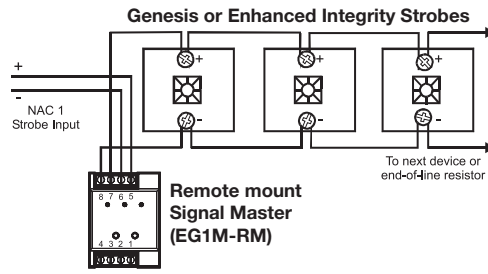 Genesis or Enhanced Integrity Strobes
+ + +
+
-
NAC 1
Strobe Input
- - -
To next device or
end-of-line resistor
8 7 6 5
4 3 2 1
Remote mount
Signal Master
(EG1M-RM)